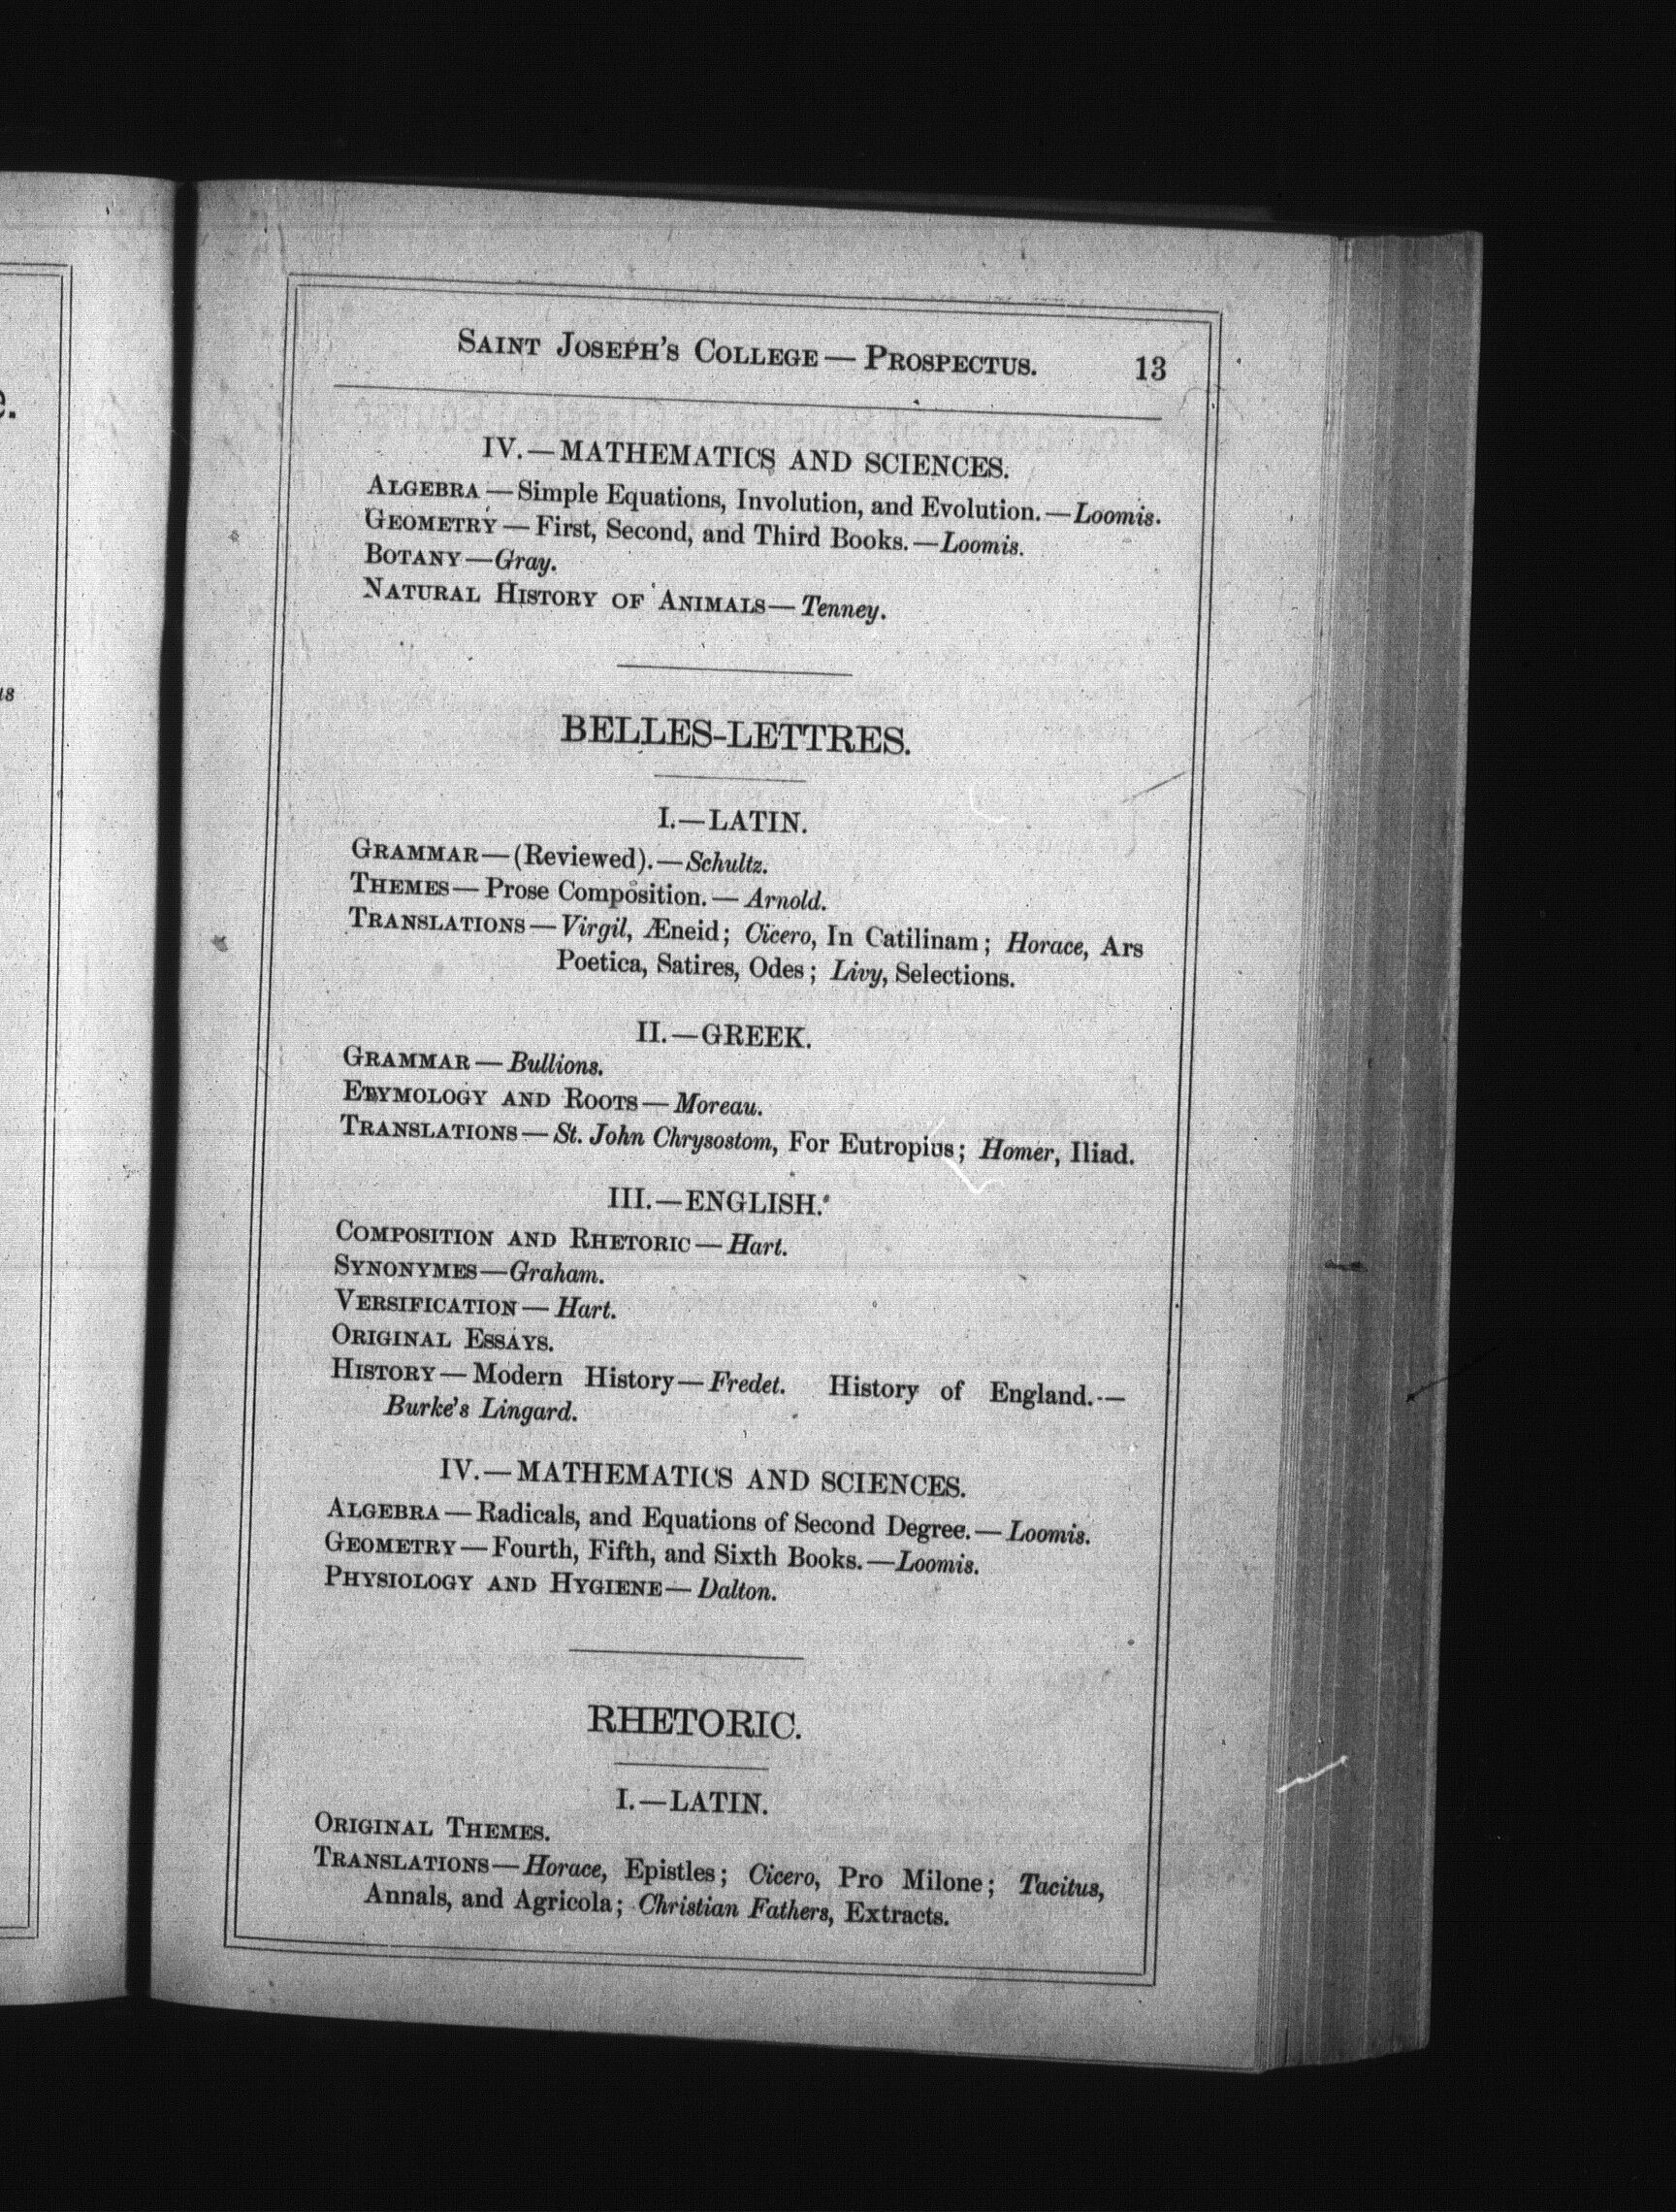 SAINT JOSEPH'S COLLEGE — PROSPECTUS. 13
IV.—MATHEMATICS AND SCIENCES.
ALGEBRA—Simple Equations, Involution, and Evolution.—Loomis.
GEOMETRY—First, Second, and Third Books.—Loomis.
BOTANY—Gray.
NATURAL HISTORY OF ANIMALS—Tenney.
BELLES-LETTRES.
I.—LATIN.
GRAMMAR—(Reviewed).—Schultz.
THEMES—Prose Composition.—Arnold.
TRANSLATIONS—Virgil, Æneid; Cicero, In Catilinam; Horace, Ars
Poetica, Satires, Odes; Livy, Selections.
II.—GREEK.
GRAMMAR—Bullions.
ETYMOLOGY AND ROOTS—Moreau.
TRANSLATIONS—St. John Chrysostom, For Eutropius; Homer, Iliad.
III.—ENGLISH.
COMPOSITION AND RHETORIC—Hart.
SYNONYMES—Graham.
VERSIFICATION—Hart.
ORIGINAL ESSAYS.
HISTORY—Modern History—Fredet. History of England.—
Burke's Lingard.
IV.—MATHEMATICS AND SCIENCES.
ALGEBRA—Radicals, and Equations of Second Degree.—Loomis.
GEOMETRY—Fourth, Fifth, and Sixth Books.—Loomis.
PHYSIOLOGY AND HYGIENE—Dalton.
RHETORIC.
I.—LATIN.
ORIGINAL THEMES.
TRANSLATIONS—Horace, Epistles; Cicero, Pro Milone; Tacitus,
Annals, and Agricola; Christian Fathers, Extracts.